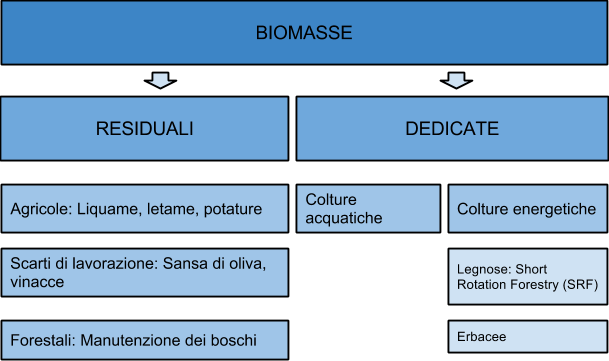 BIOMASSE
RESIDUALI
DEDICATE
Agricole: Liquame, letame, potature
Scarti di lavorazione: Sansa di oliva,
vinacce
Forestali: Manutenzione dei boschi
Colture
acquatiche
Colture energetiche
Legnose: Short
Rotation Forestry (SRF)
Erbacee